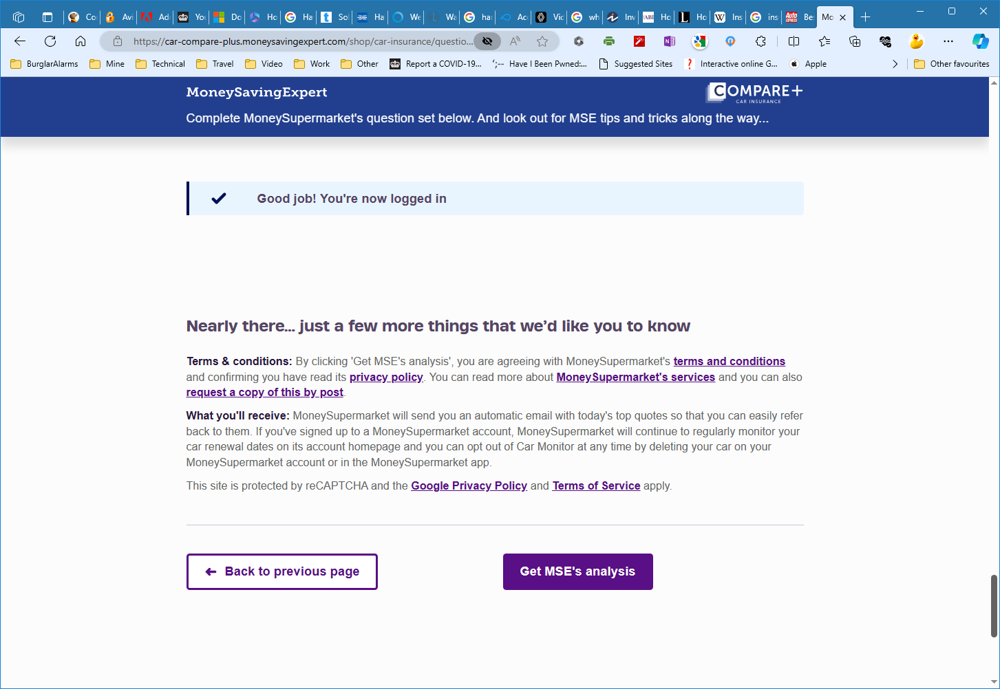 Co
Avi
Ad
Yo
Do
Ho
Ha
So
Ha
We
Wa
har
Acc
Vic
wh
Inv
Ho
Ho
Ins
ins
Be
Mo
https://car-compare-plus.moneysavingexpert.com/shop/car-insurance/questio...
BurglarAlarms
Mine
Technical
Travel
Video
Work
Other
Report a COVID-19...
Have I Been Pwned:...
Suggested Sites
Interactive online G...
Apple
Other favourites
MoneySavingExpert
COMPARE+
CAR INSURANCE
Complete MoneySupermarket's question set below. And look out for MSE tips and tricks along the way...
Good job! You're now logged in
Nearly there... just a few more things that we’d like you to know
Terms & conditions: By clicking 'Get MSE's analysis', you are agreeing with MoneySupermarket's terms and conditions
and confirming you have read its privacy policy. You can read more about MoneySupermarket's services and you can also
request a copy of this by post.
What you'll receive: MoneySupermarket will send you an automatic email with today's top quotes so that you can easily refer
back to them. If you've signed up to a MoneySupermarket account, MoneySupermarket will continue to regularly monitor your
car renewal dates on its account homepage and you can opt out of Car Monitor at any time by deleting your car on your
MoneySupermarket account or in the MoneySupermarket app.
This site is protected by reCAPTCHA and the Google Privacy Policy and Terms of Service apply.
Back to previous page
Get MSE's analysis